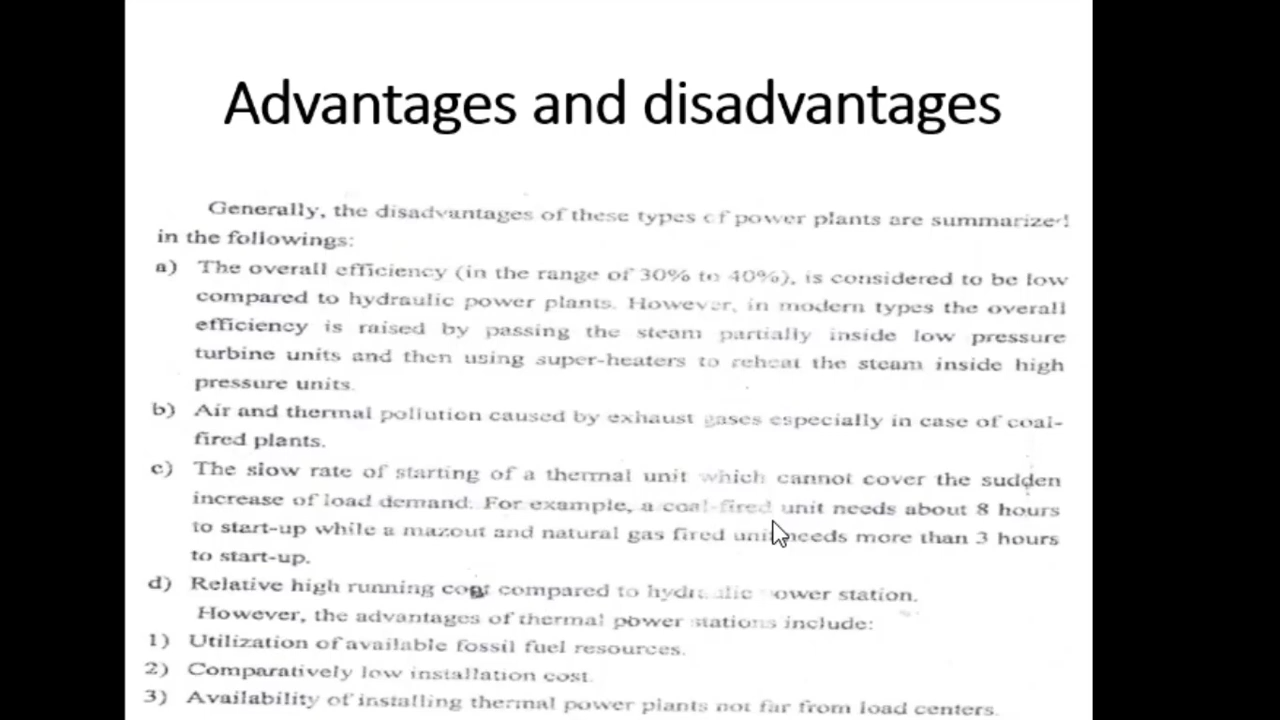 Advantages and disadvantages
Generally, the disadvantages of these types of power plants are summarized
in the followings:
a) The overall efficiency (in the range of 30% to 40%), is considered to be low
compared to hydraulic power plants. However, in modern types the overall
efficiency is raised by passing the steam partially inside low pressure
turbine units and then using super-heaters to reheat the steam inside high
pressure units.
b) Air and thermal pollution caused by exhaust gases especially in case of coal-
fired plants.
c) The slow rate of starting of a thermal unit which cannot cover the sudden
increase of load demand. For example, a coal-fired unit needs about 8 hours
to start-up while a mazout and natural gas fired unit needs more than 3 hours
to start-up.
d) Relative high running cost compared to hydraulic power station.
However, the advantages of thermal power stations include:
1) Utilization of available fossil fuel resources.
2) Comparatively low installation cost.
3) Availability of installing thermal power plants not far from load centers.